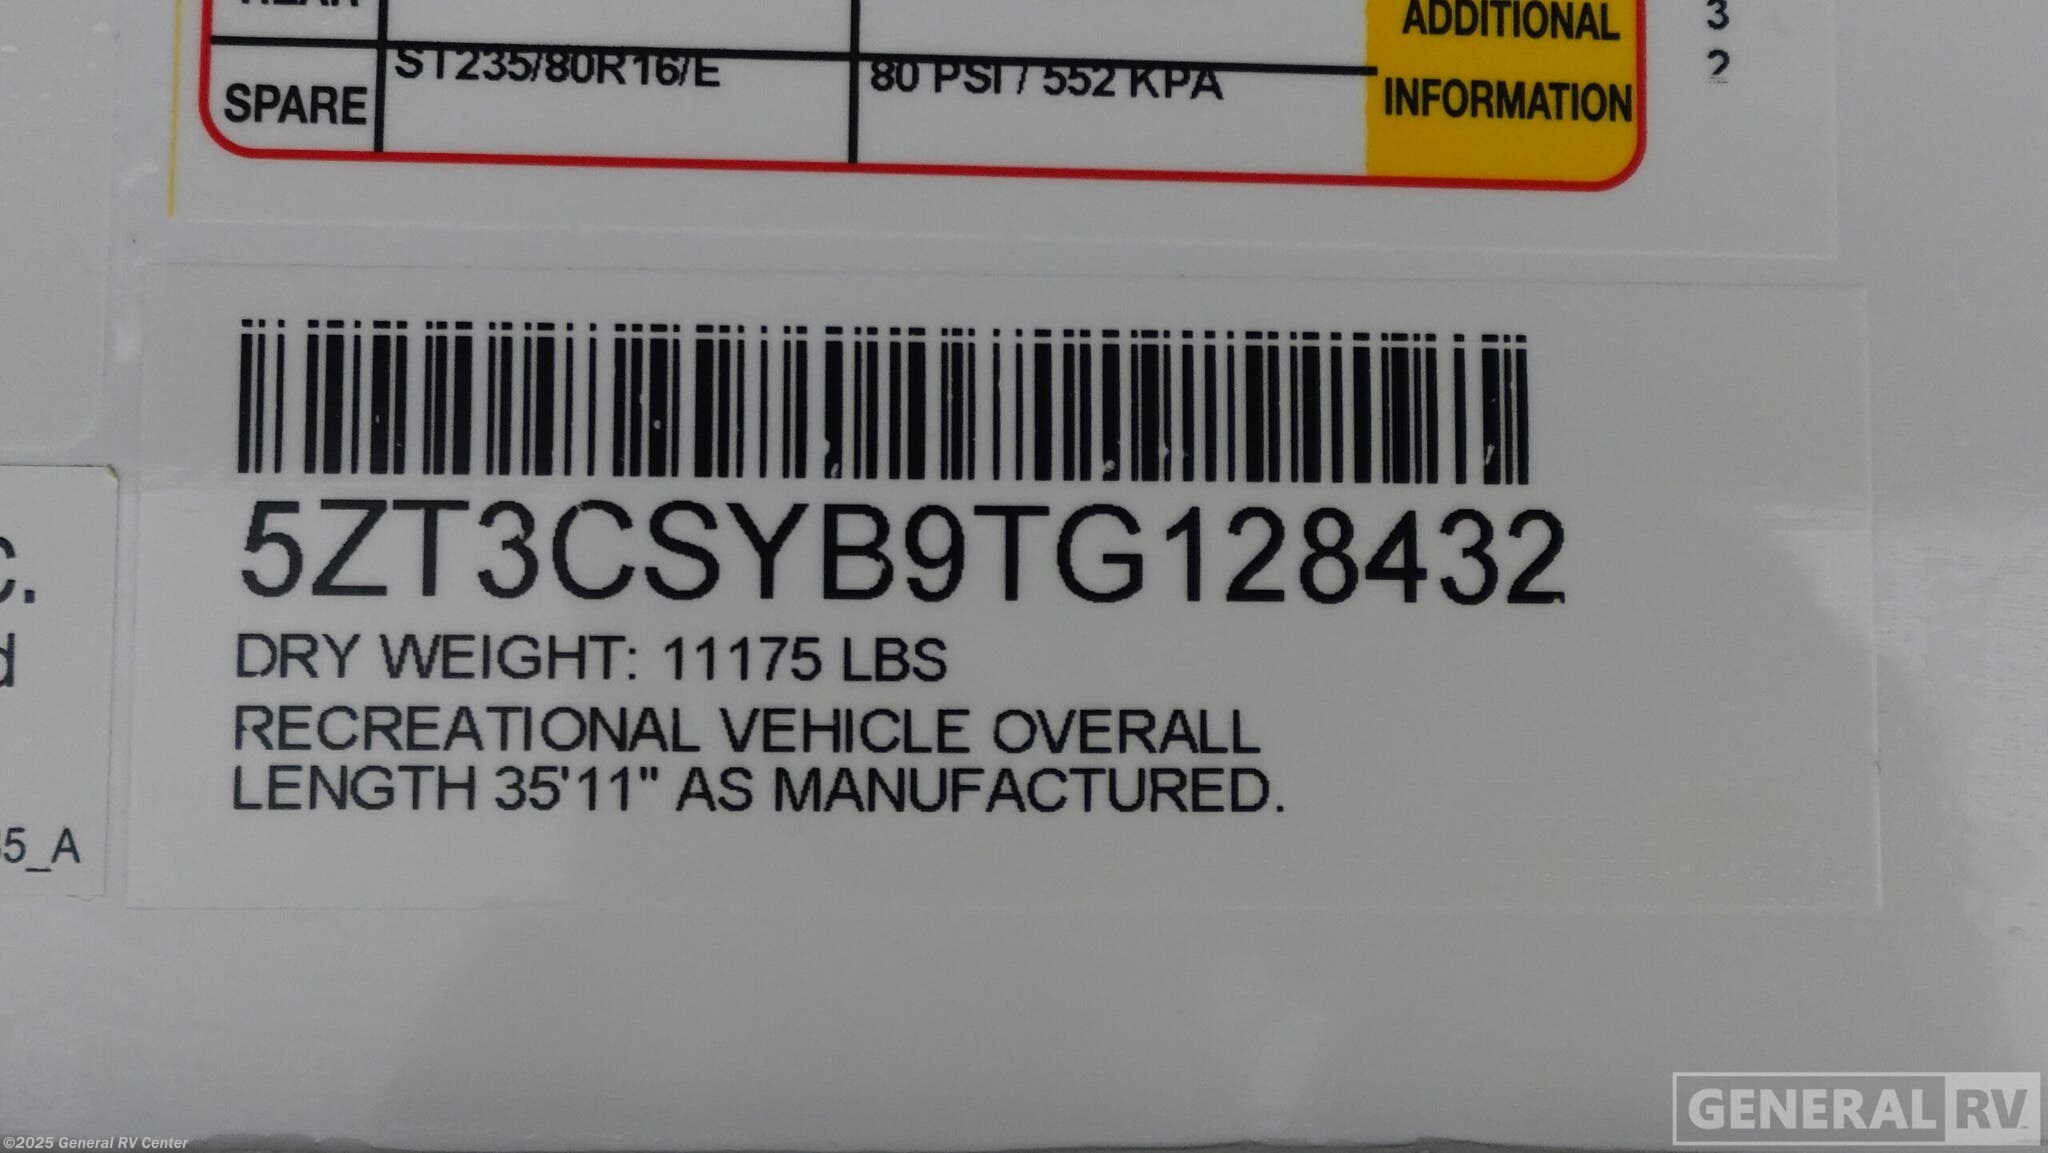 REAR
ADDITIONAL
3
ST235/80R16/E
80 PSI / 552 KPA
2
SPARE
INFORMATION
5ZT3CSYB9TG128432
DRY WEIGHT: 11175 LBS
RECREATIONAL VEHICLE OVERALL
LENGTH 35'11" AS MANUFACTURED.
C.
d
5_A
GENERAL RV
©2025 General RV Center